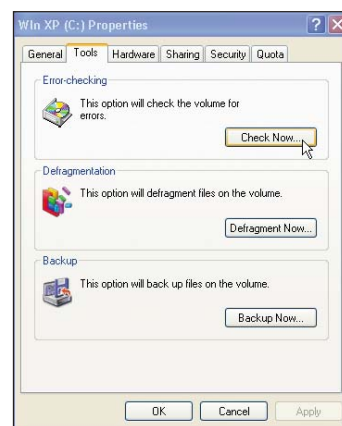 WIn XP (C:) Properties
General Tools Hardware Sharing Security Quota
Error-checking
This option will check the volume for
errors.
Check Now...
Defragmentation
This option will defragment files on the volume.
Defragment Now...
Backup
This option will back up files on the volume.
Backup Now...
OK Cancel Apply